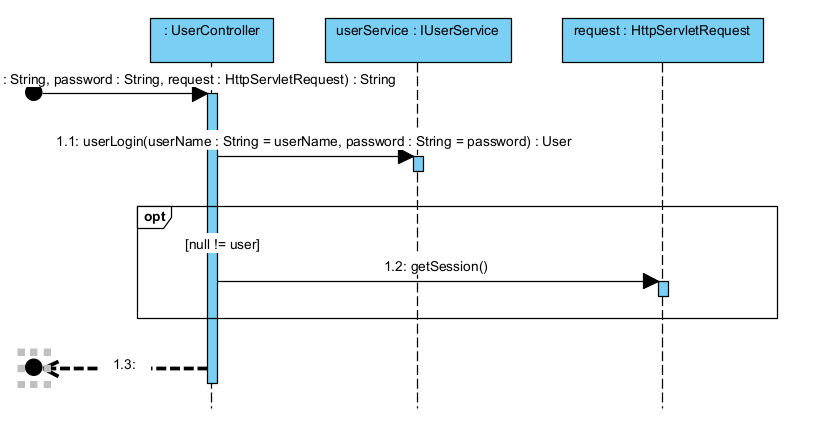 : UserController
userService : IUserService
request : HttpServletRequest
: String, password : String, request : HttpServletRequest) : String
1.1: userLogin(userName : String = userName, password : String = password) : User
opt
[null != user]
1.2: getSession()
1.3: